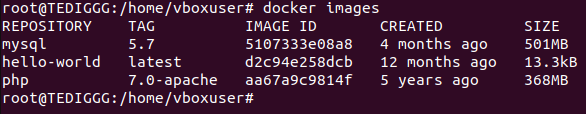 root@TEDIGGG:/home/vboxuser# docker images
REPOSITORY TAG IMAGE ID CREATED SIZE
mysql 5.7 5107333e08a8 4 months ago 501MB
hello-world latest d2c94e258dcb 12 months ago 13.3kB
php 7.0-apache aa67a9c9814f 5 years ago 368MB
root@TEDIGGG:/home/vboxuser#